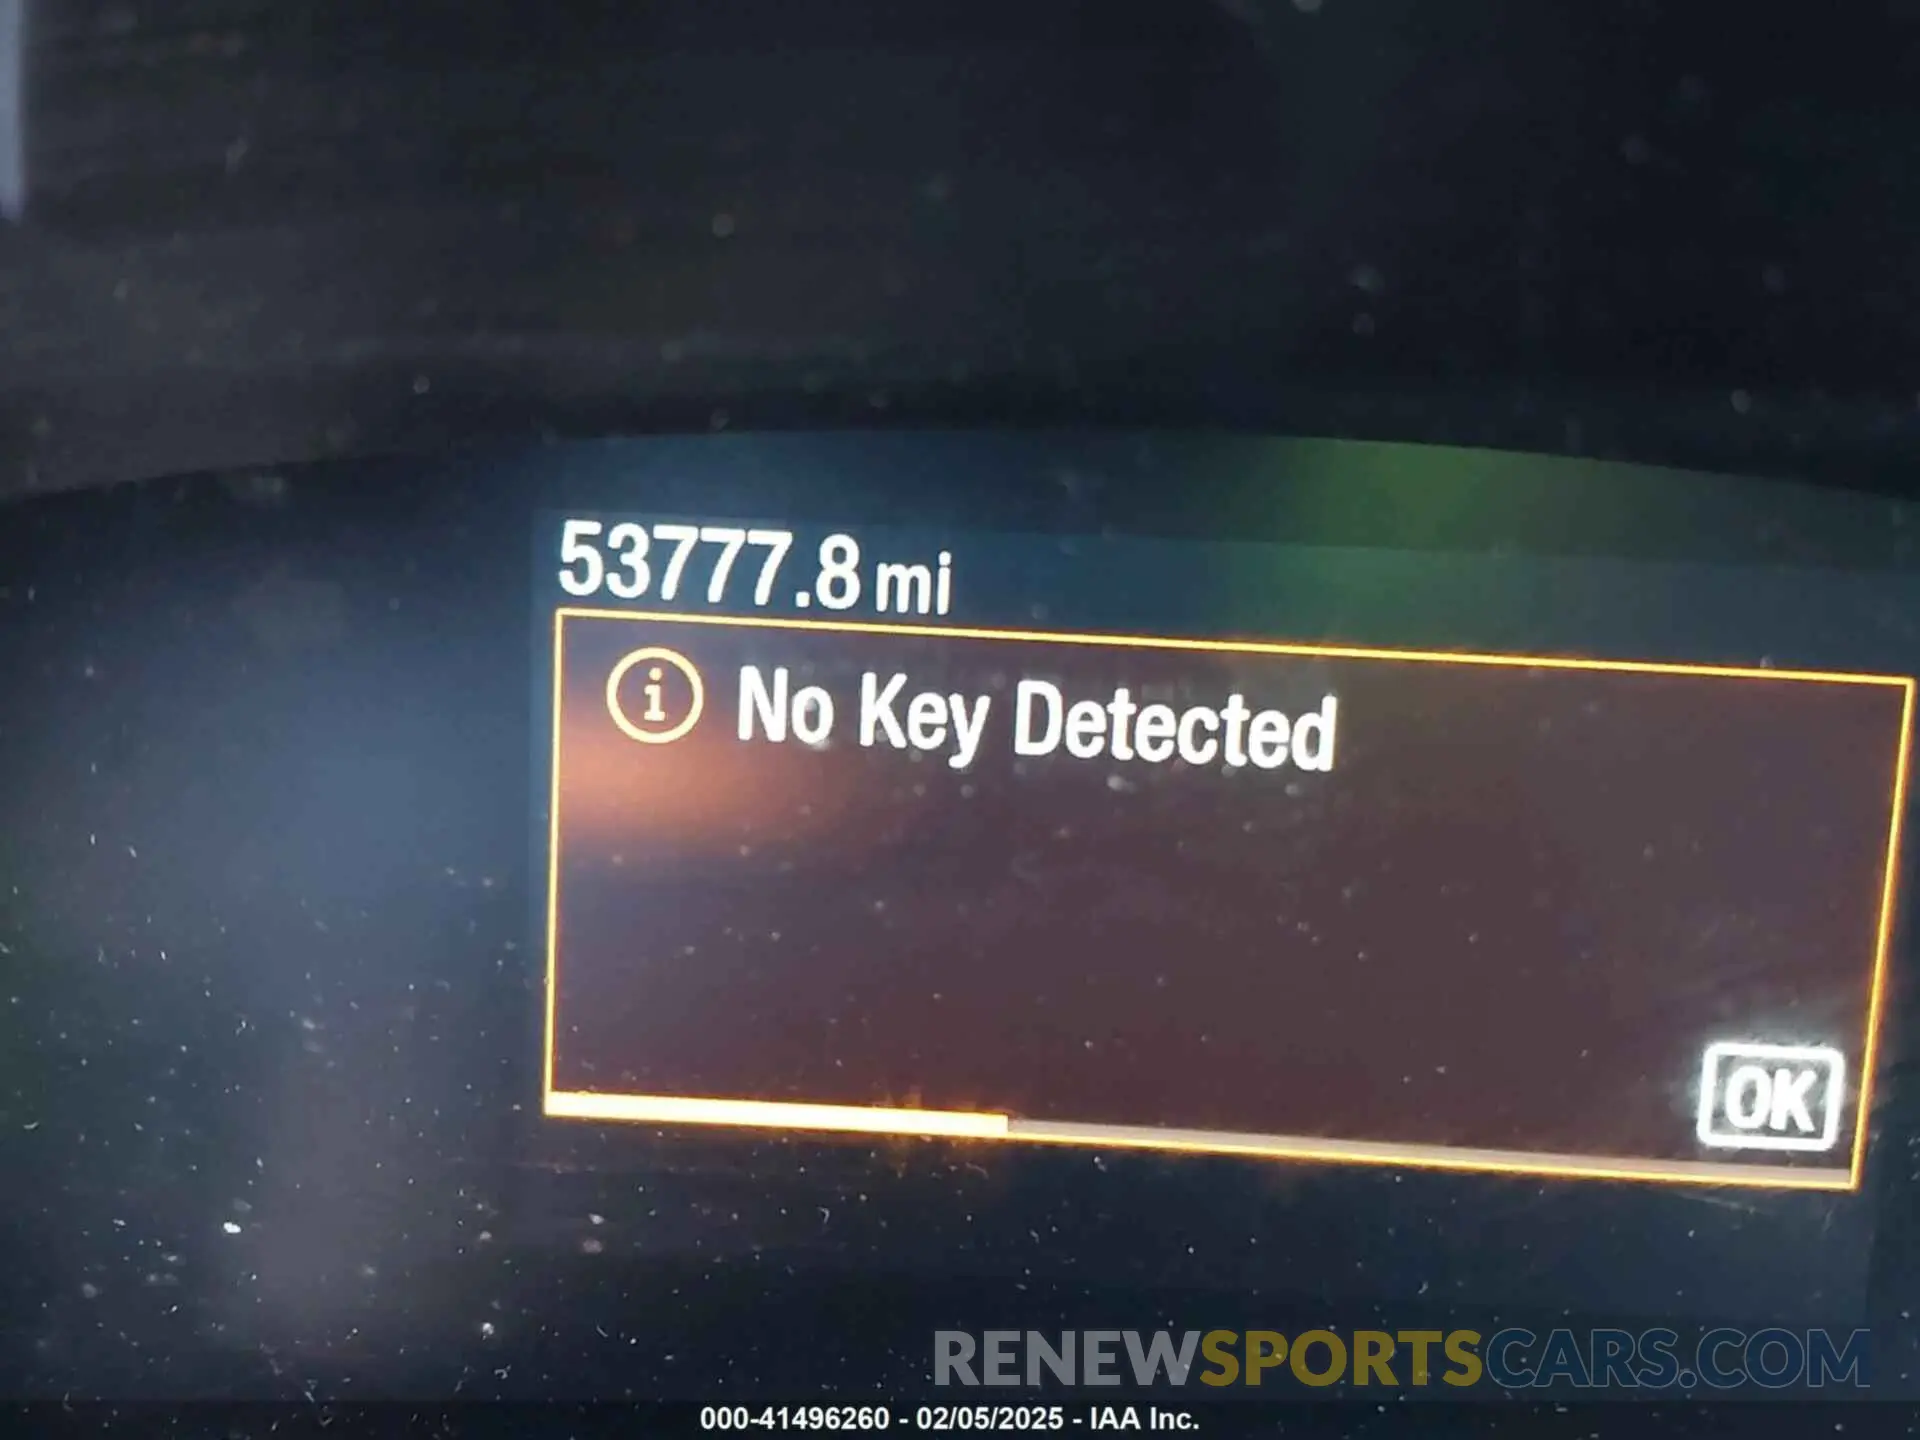 53777.8 mi
i No Key Detected
OK
RENEWSPORTSCARS.COM
000-41496260 - 02/05/2025 - IAA Inc.